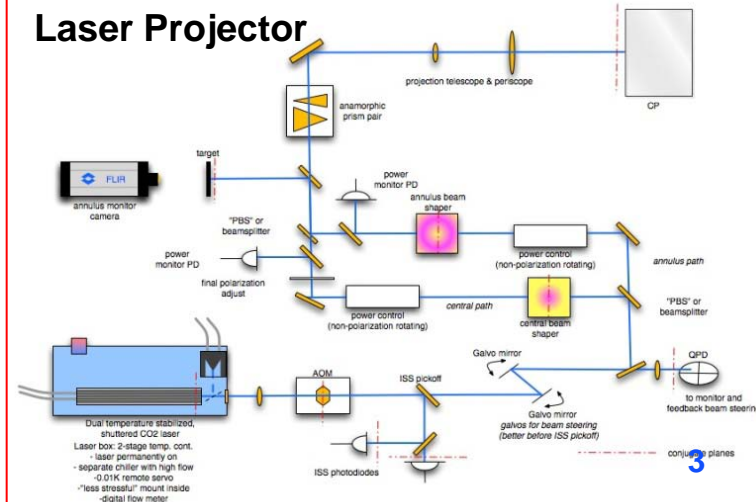 Laser Projector
projection telescope & periscope
CP
anamorphic
prism pair
target
FLIR
annulus monitor
camera
power
monitor PD
annulus beam
shaper
"PBS" or
beamsplitter
power
monitor PD
power control
(non-polarization rotating)
annulus path
final polarization
adjust
power control
(non-polarization rotating)
central path
central beam
shaper
"PBS" or
beamsplitter
Galvo mirror
QPD
AOM
ISS pickoff
to monitor and
feedback beam steering
Galvo mirror
galvos for beam steering
(better before ISS pickoff)
Dual temperature stabilized,
shuttered CO2 laser
Laser box: 2-stage temp. cont.
- laser permanently on
- separate chiller with high flow
-0.01K remote servo
-"less stressful" mount inside
-digital flow meter
ISS photodiodes
conjugate planes
3